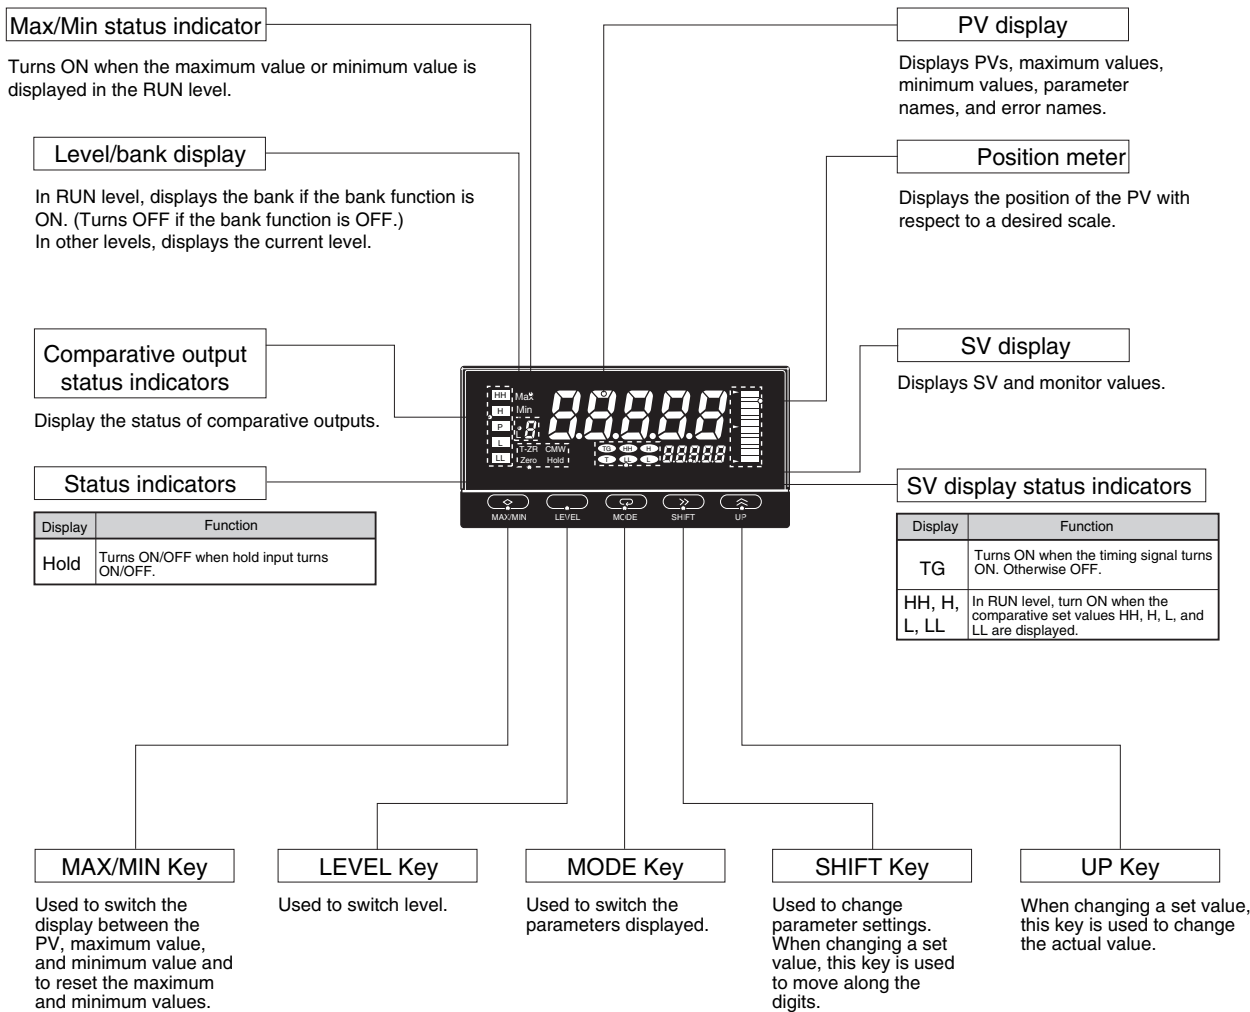 Max/Min status indicator
Turns ON when the maximum value or minimum value is
displayed in the RUN level.
Level/bank display
In RUN level, displays the bank if the bank function is
ON. (Turns OFF if the bank function is OFF.)
In other levels, displays the current level.
Comparative output
status indicators
Display the status of comparative outputs.
Status indicators
Display Function
Hold Turns ON/OFF when hold input turns
ON/OFF.
PV display
Displays PVs, maximum values,
minimum values, parameter
names, and error names.
Position meter
Displays the position of the PV with
respect to a desired scale.
SV display
Displays SV and monitor values.
SV display status indicators
Display Function
TG Turns ON when the timing signal turns
ON. Otherwise OFF.
HH, H,
L, LL
In RUN level, turn ON when the
comparative set values HH, H, L, and
LL are displayed.
HH Max
H Min
P
L
LL
8.8.8.8.8
8
T-ZR CMW
Zero Hold
TG HH H
T LL L
88888
MAX/MIN LEVEL MODE SHIFT UP
MAX/MIN Key
Used to switch the
display between the
PV, maximum value,
and minimum value and
to reset the maximum
and minimum values.
LEVEL Key
Used to switch level.
MODE Key
Used to switch the
parameters displayed.
SHIFT Key
Used to change
parameter settings.
When changing a set
value, this key is used
to move along the
digits.
UP Key
When changing a set value,
this key is used to change
the actual value.